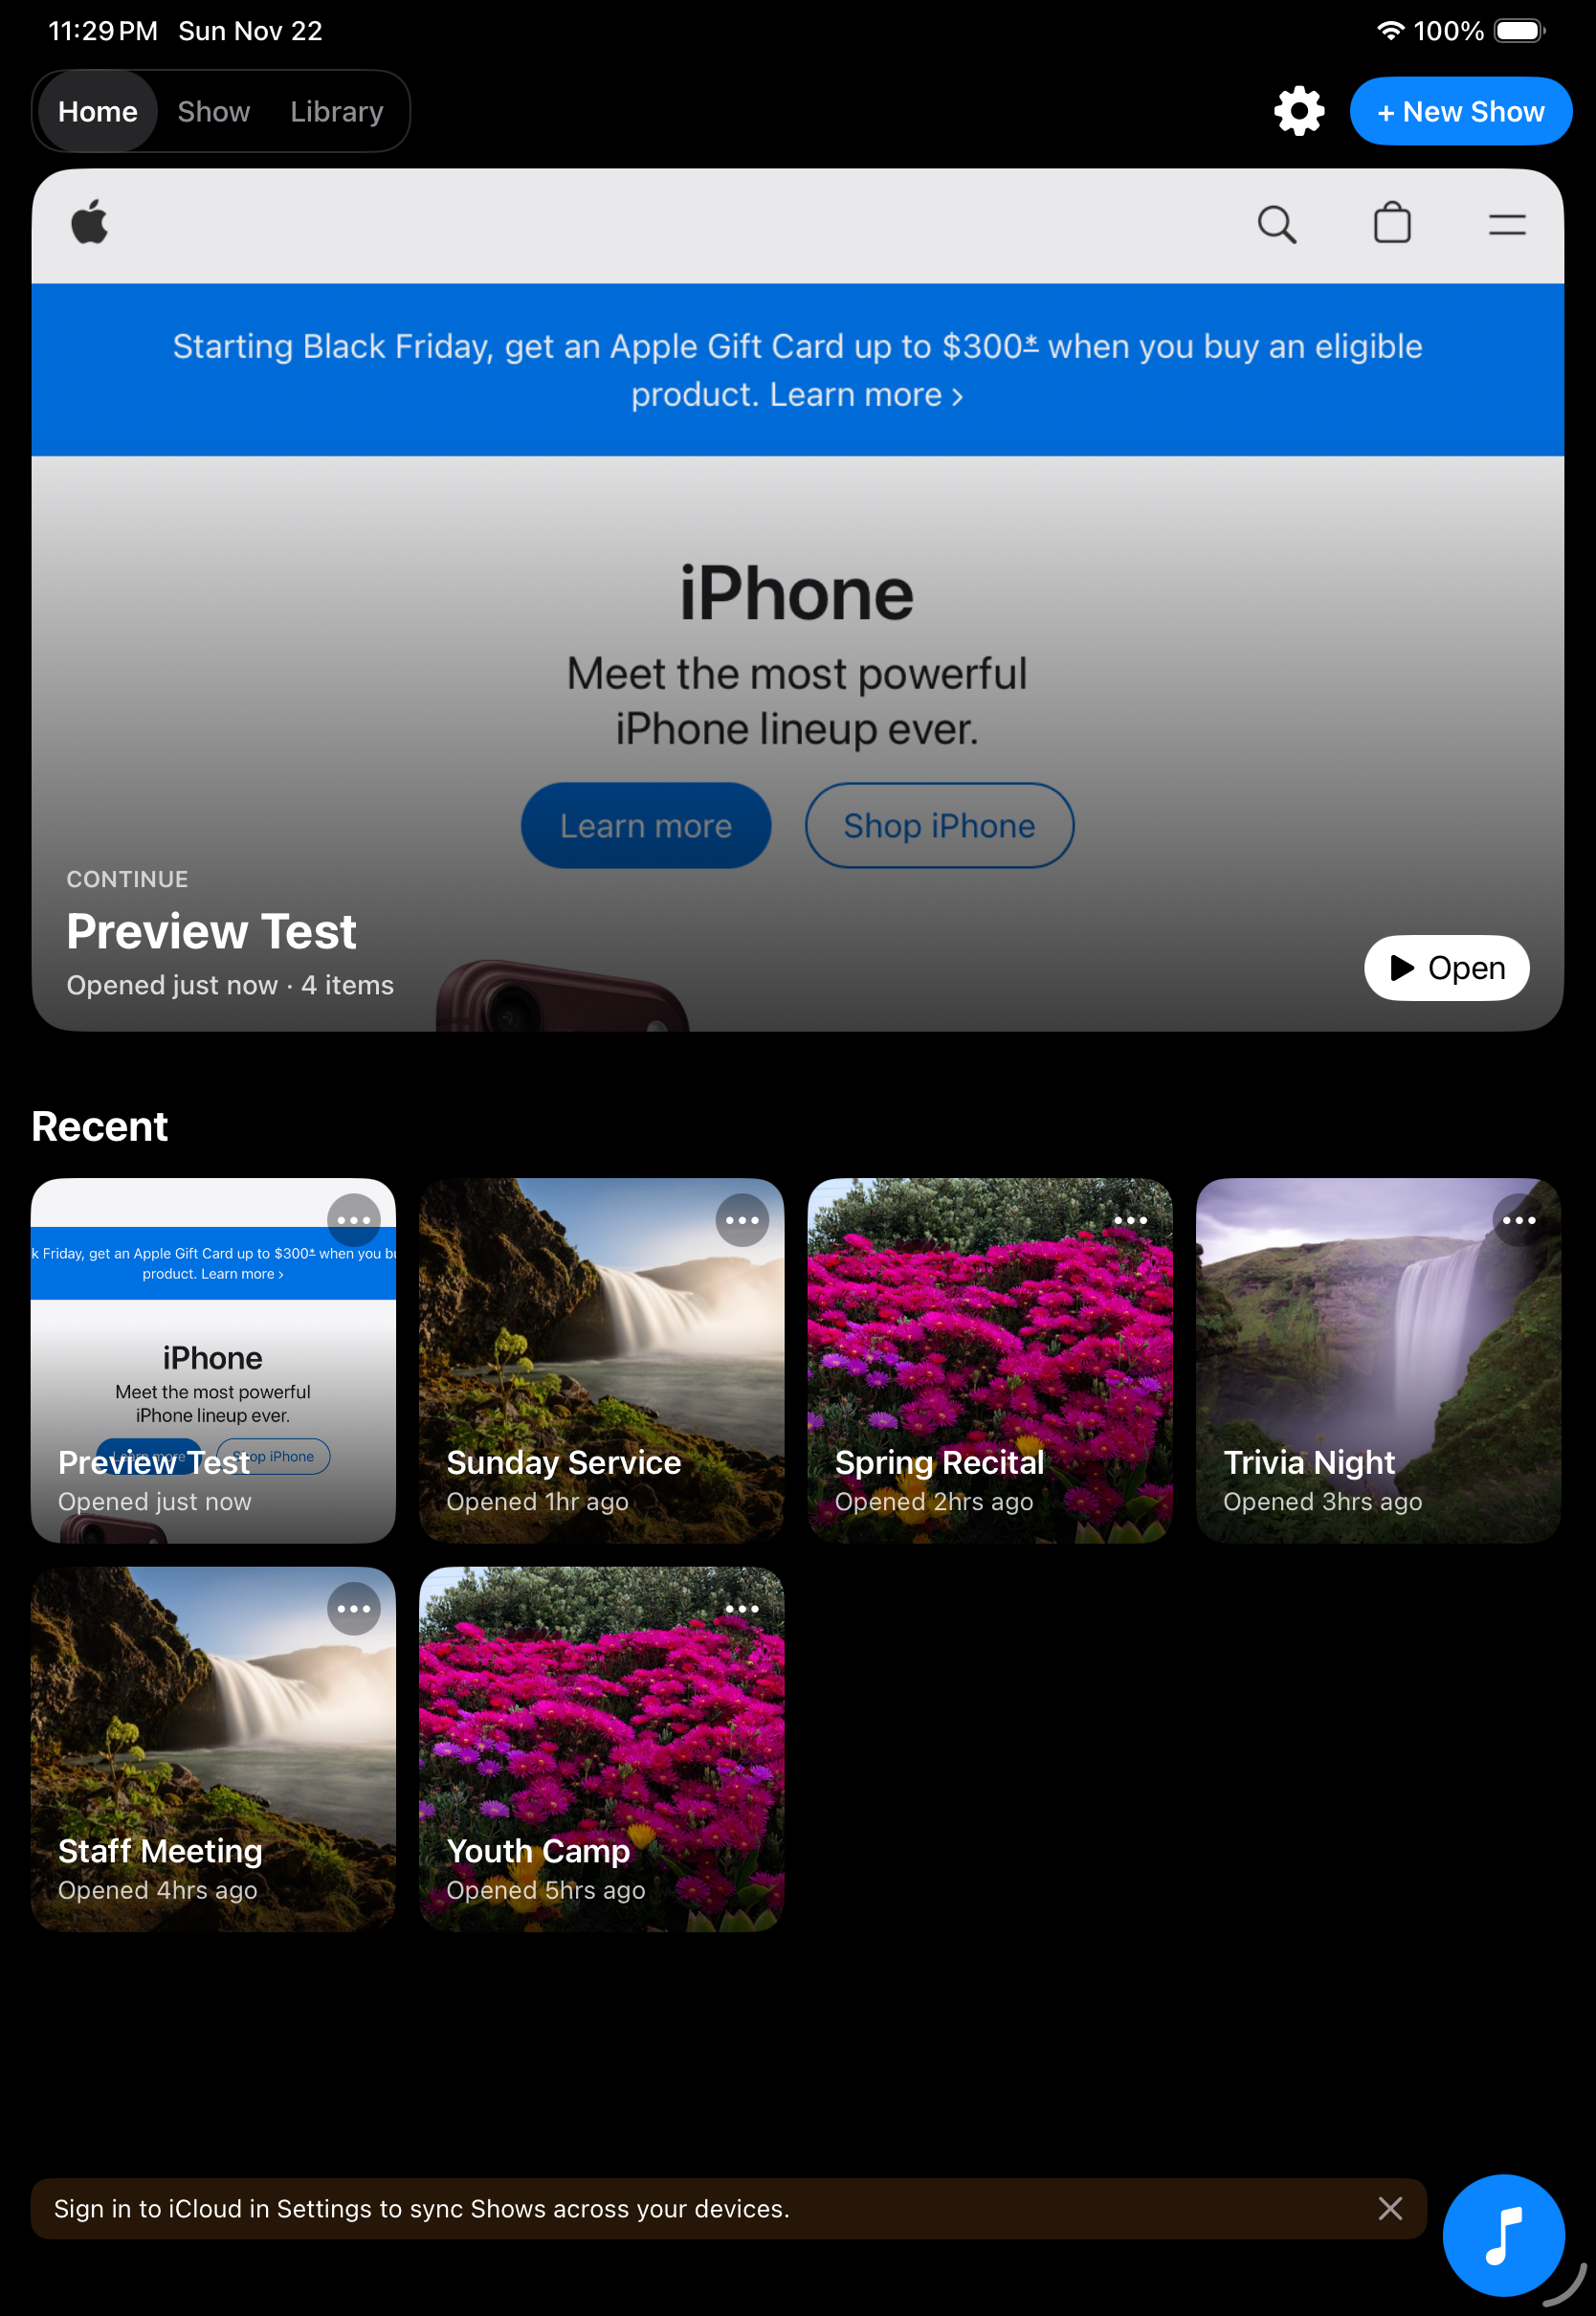 11:29 PM Sun Nov 22
100%
Home Show Library
+ New Show
Starting Black Friday, get an Apple Gift Card up to $300* when you buy an eligible
product. Learn more ›
iPhone
Meet the most powerful
iPhone lineup ever.
Learn more Shop iPhone
CONTINUE
Preview Test
Opened just now · 4 items
Open
Recent
k Friday, get an Apple Gift Card up to $300* when you bu
product. Learn more ›
iPhone
Meet the most powerful
iPhone lineup ever.
Learn more Shop iPhone
Preview Test
Opened just now
Sunday Service
Opened 1hr ago
Spring Recital
Opened 2hrs ago
Trivia Night
Opened 3hrs ago
Staff Meeting
Opened 4hrs ago
Youth Camp
Opened 5hrs ago
Sign in to iCloud in Settings to sync Shows across your devices.